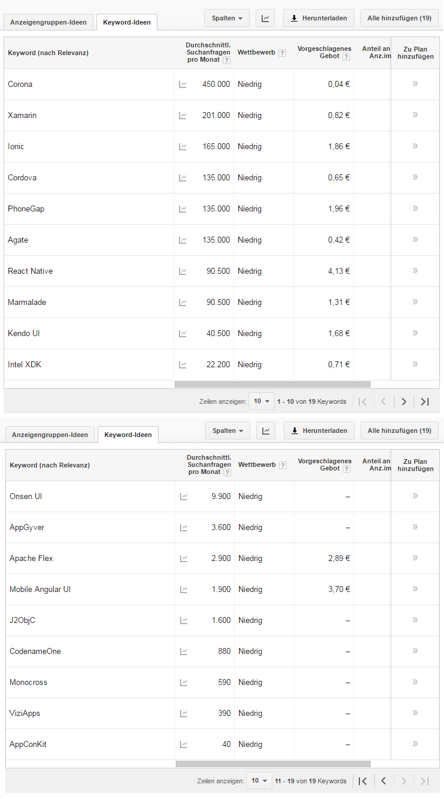 Anzeigengruppen-Ideen Keyword-Ideen Spalten Herunterladen Alle hinzufügen (19)
Keyword (nach Relevanz) Durchschnittl. Suchanfragen pro Monat ? Wettbewerb ? Vorgeschlagenes Gebot ? Anteil an Anz.im Zu Plan hinzufügen
Corona 450.000 Niedrig 0,04 € »
Xamarin 201.000 Niedrig 0,82 € »
Ionic 165.000 Niedrig 1,86 € »
Cordova 135.000 Niedrig 0,65 € »
PhoneGap 135.000 Niedrig 1,96 € »
Agate 135.000 Niedrig 0,42 € »
React Native 90.500 Niedrig 4,13 € »
Marmalade 90.500 Niedrig 1,31 € »
Kendo UI 40.500 Niedrig 1,68 € »
Intel XDK 22.200 Niedrig 0,71 € »
Zeilen anzeigen: 10 1 - 10 von 19 Keywords
Anzeigengruppen-Ideen Keyword-Ideen Spalten Herunterladen Alle hinzufügen (19)
Keyword (nach Relevanz) Durchschnittl. Suchanfragen pro Monat ? Wettbewerb ? Vorgeschlagenes Gebot ? Anteil an Anz.im Zu Plan hinzufügen
Onsen UI 9.900 Niedrig – »
AppGyver 3.600 Niedrig – »
Apache Flex 2.900 Niedrig 2,89 € »
Mobile Angular UI 1.900 Niedrig 3,70 € »
J2ObjC 1.600 Niedrig – »
CodenameOne 880 Niedrig – »
Monocross 590 Niedrig – »
ViziApps 390 Niedrig – »
AppConKit 40 Niedrig – »
Zeilen anzeigen: 10 11 - 19 von 19 Keywords